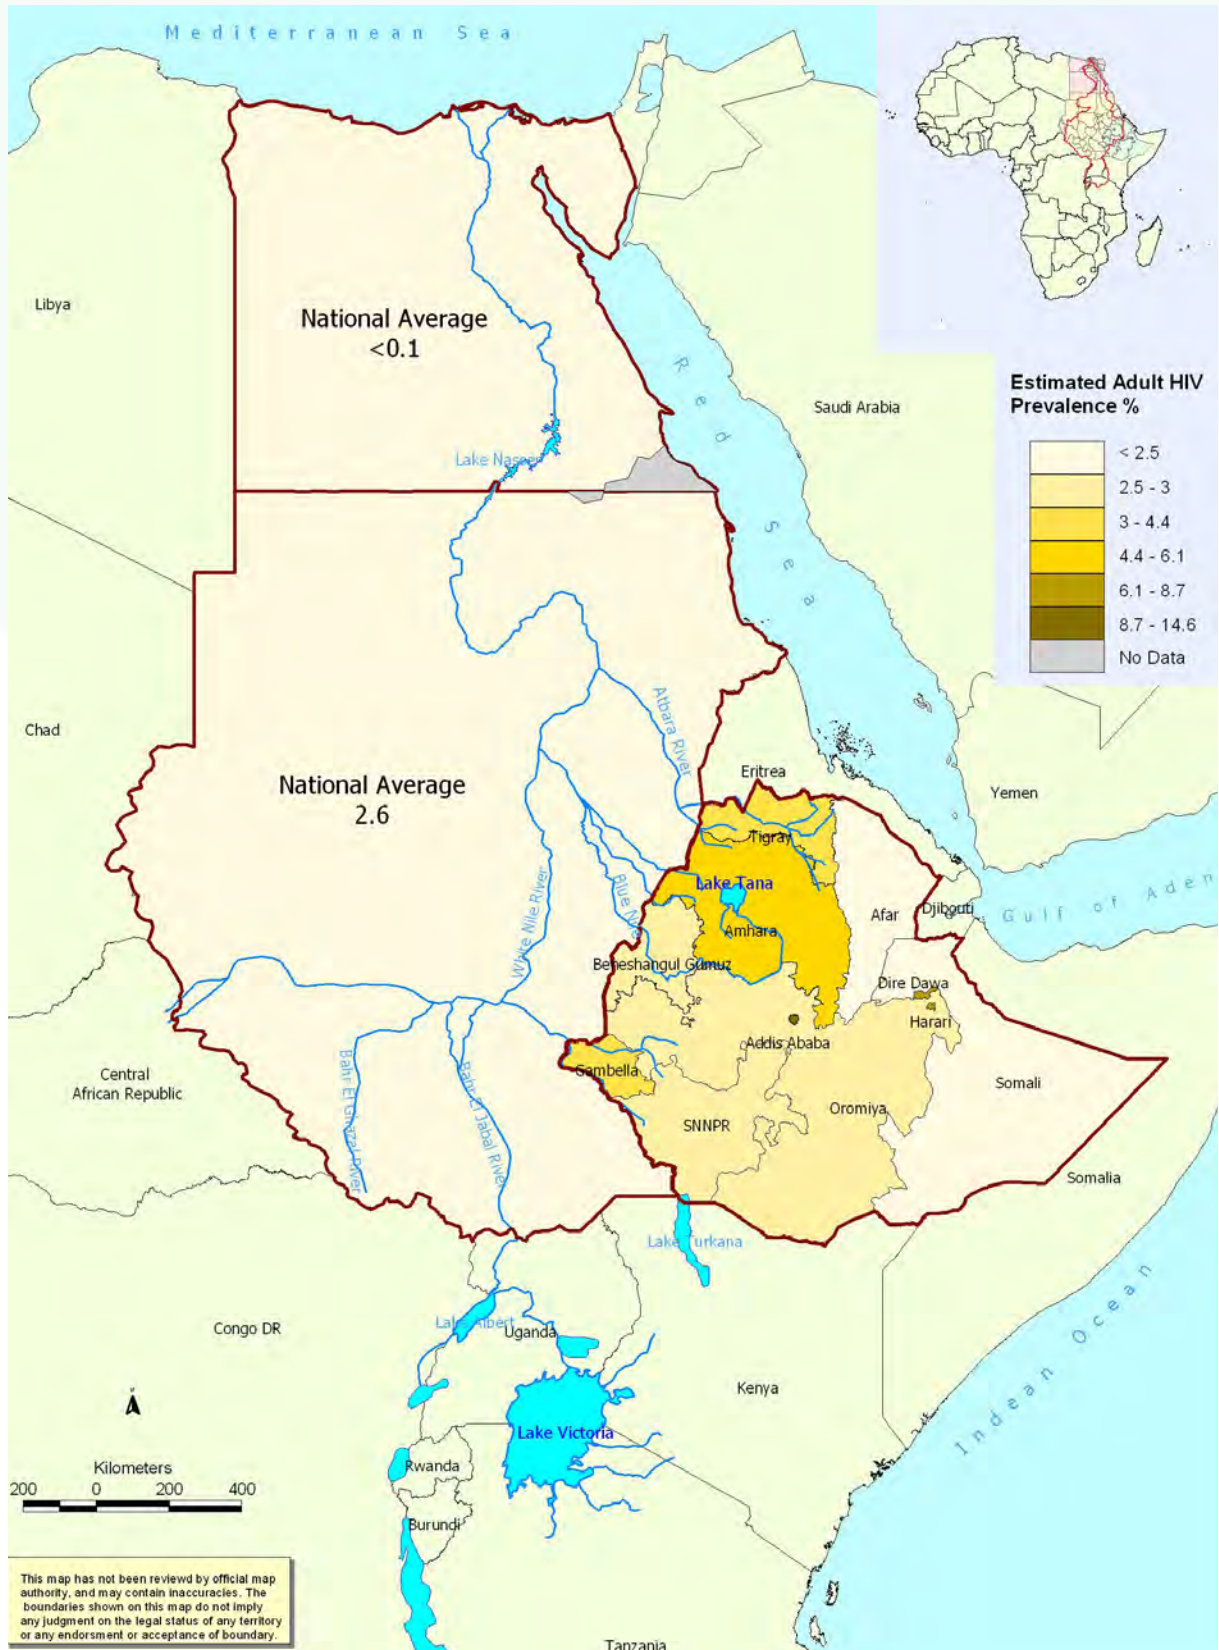 Mediterranean Sea
Libya
National Average
<0.1
Red Sea
Saudi Arabia
Estimated Adult HIV
Prevalence %
< 2.5
2.5 - 3
3 - 4.4
4.4 - 6.1
6.1 - 8.7
8.7 - 14.6
No Data
Lake Nasser
Chad
Atbara River
National Average
2.6
Eritrea
Yemen
Tigray
Lake Tana
White Nile River
Blue Nile
Amhara
Afar
Djibouti
Gulf of Aden
Beneshangul Gumuz
Dire Dawa
Harari
Addis Ababa
Central
African Republic
Bahr El Ghazal River
Bahr El Jabal River
Gambella
SNNPR
Oromiya
Somali
Somalia
Lake Turkana
Indean Ocean
Congo DR
Lake Albert
Uganda
Kenya
Lake Victoria
Kilometers
200 0 200 400
Rwanda
Burundi
This map has not been reviewd by official map
authority, and may contain inaccuracies. The
boundaries shown on this map do not imply
any judgment on the legal status of any territory
or any endorsment or acceptance of boundary.
Tanzania